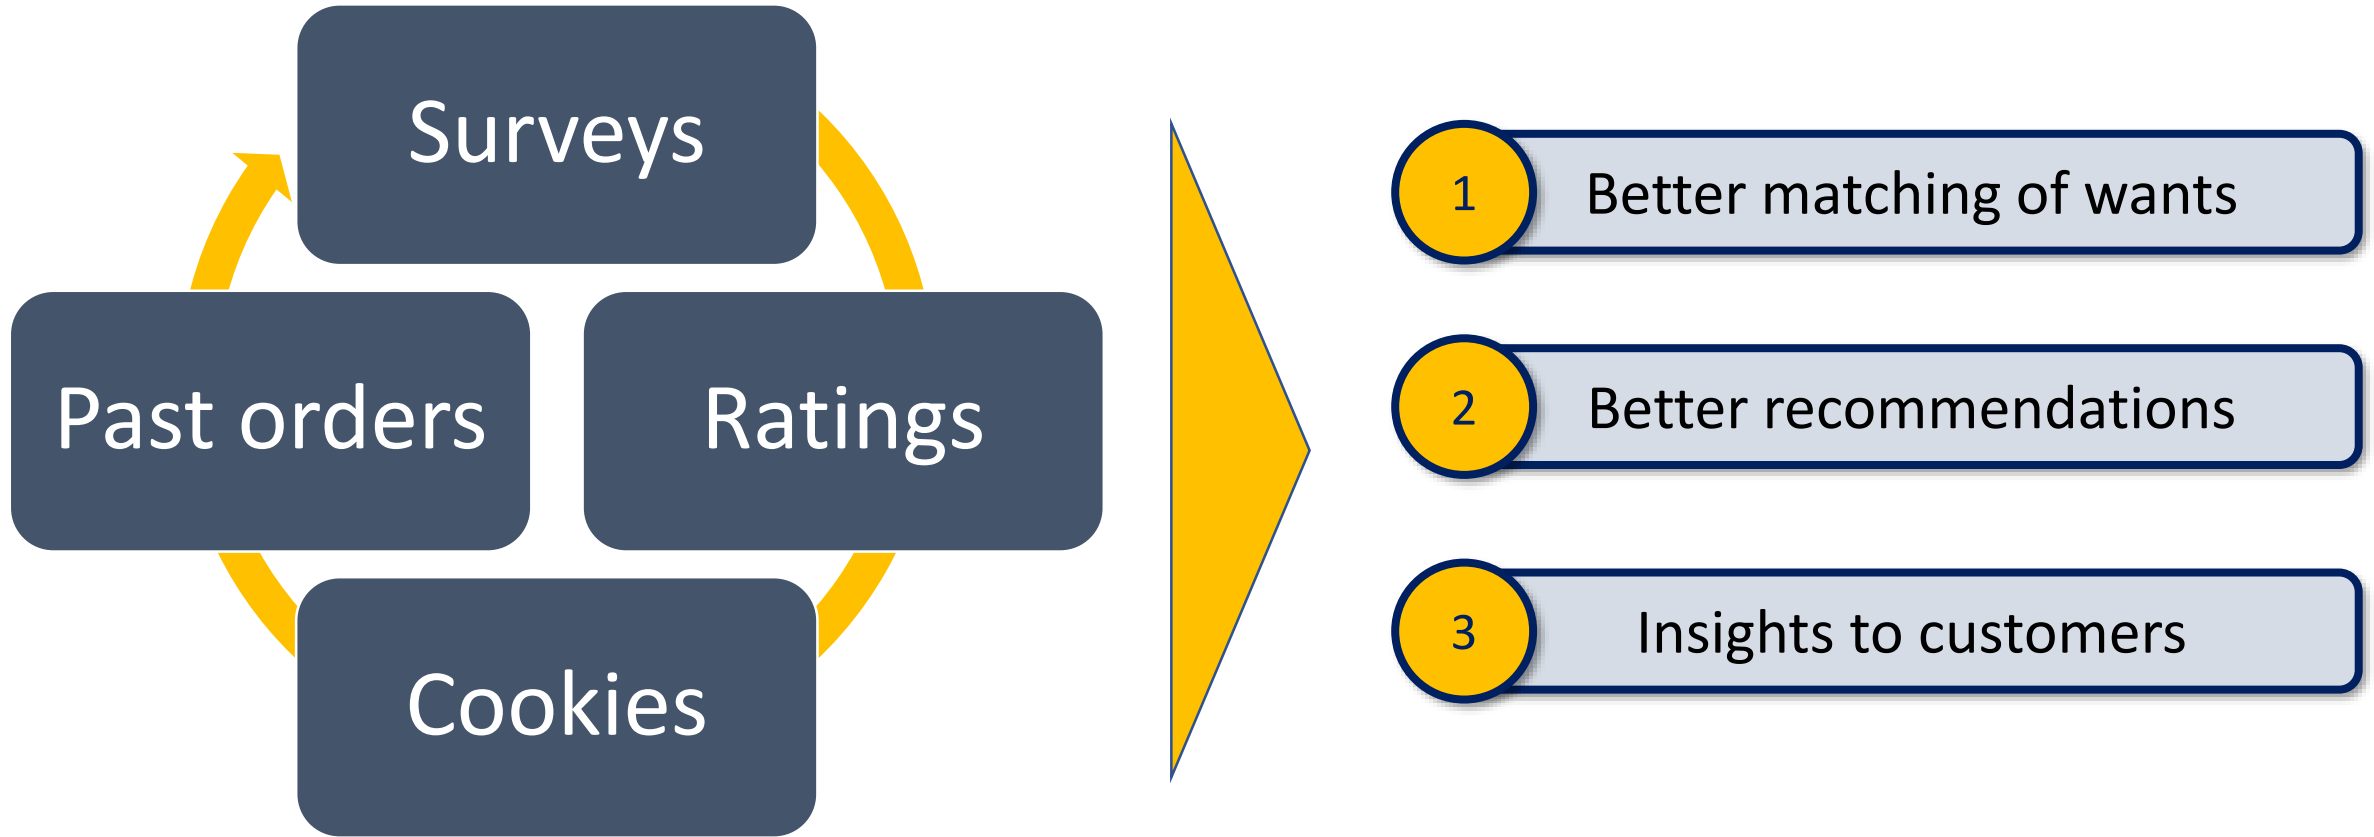 Surveys
Past orders
Ratings
Cookies
1
Better matching of wants
2
Better recommendations
3
Insights to customers